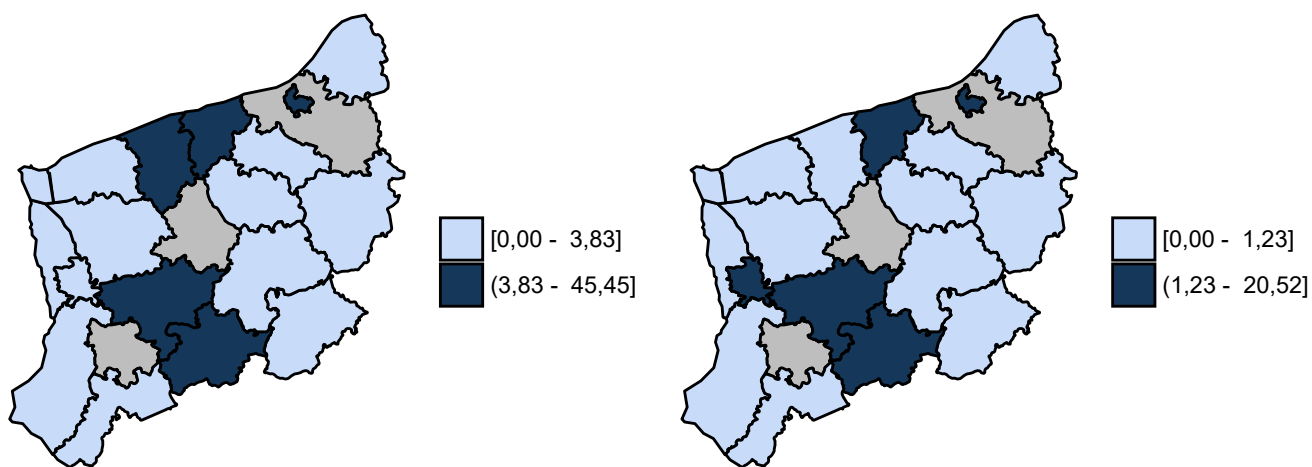 [0,00 -  3,83]
(3,83 -  45,45]
[0,00 -  1,23]
(1,23 -  20,52]